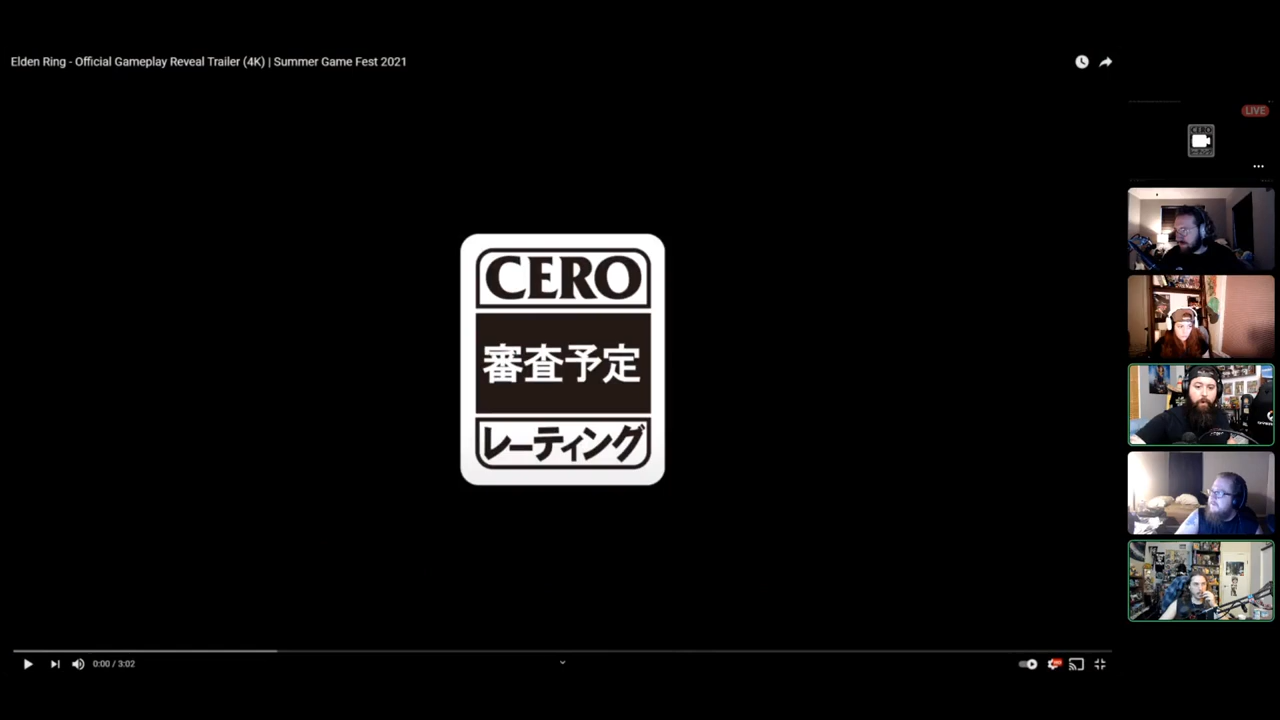 Elden Ring - Official Gameplay Reveal Trailer (4K) | Summer Game Fest 2021
LIVE
CERO
審査予定
レーティング
0:00 / 3:02